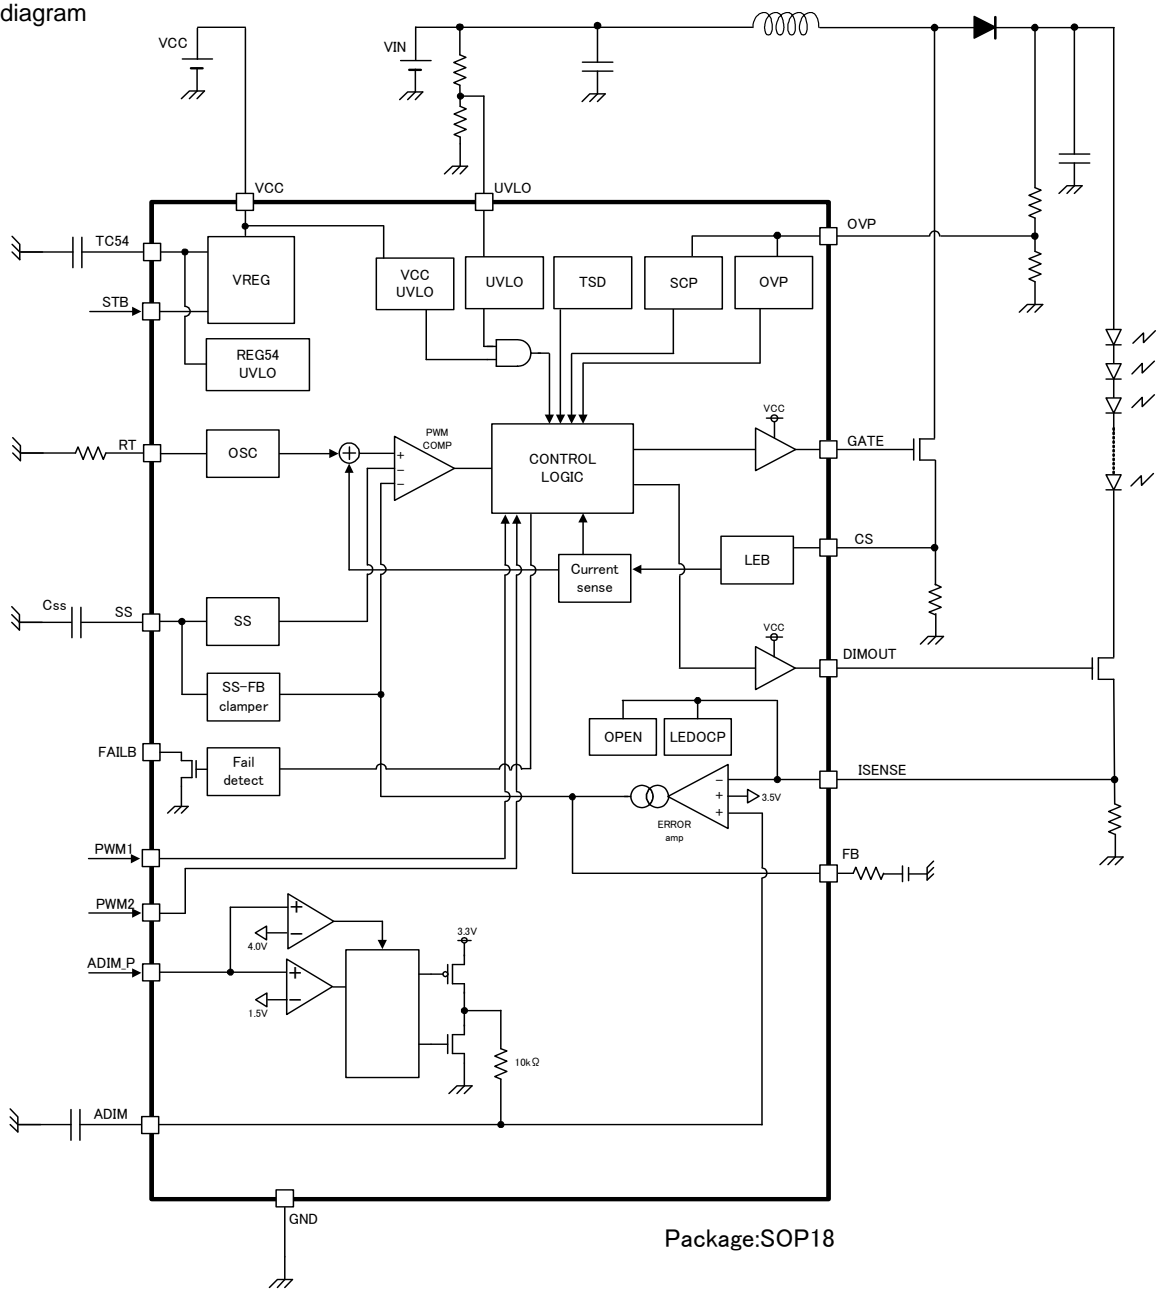 diagram
VCC
VIN
VCC
UVLO
TC54
OVP
VREG
VCC
UVLO
UVLO
TSD
SCP
OVP
STB
REG54
UVLO
RT
OSC
+
PWM
COMP
+
−
−
CONTROL
LOGIC
VCC
GATE
Current
sense
LEB
CS
Css
SS
SS
VCC
DIMOUT
SS-FB
clamper
OPEN
LEDOCP
FAILB
Fail
detect
ISENSE
−
+
+
3.5V
ERROR
amp
PWM1
FB
PWM2
+
−
4.0V
3.3V
ADIM_P
+
−
1.5V
10kΩ
ADIM
GND
Package:SOP18